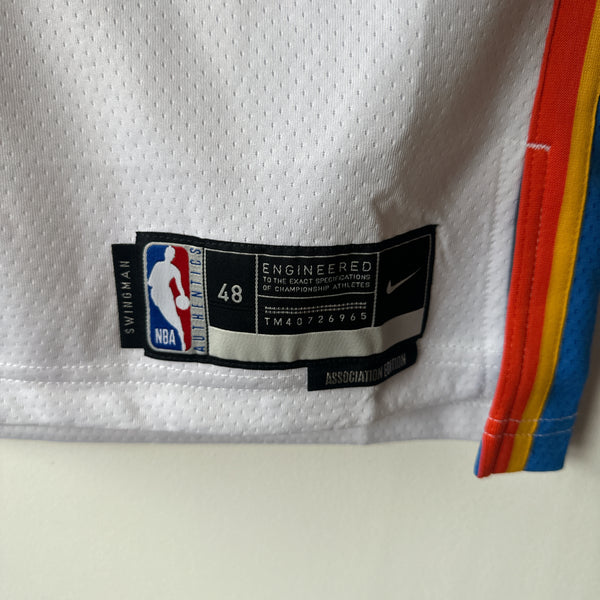 SWINGMAN
NBA
AUTHENTICS
48
ENGINEERED
TO THE EXACT SPECIFICATIONS
OF CHAMPIONSHIP ATHLETES
TM40726965
ASSOCIATION EDITION